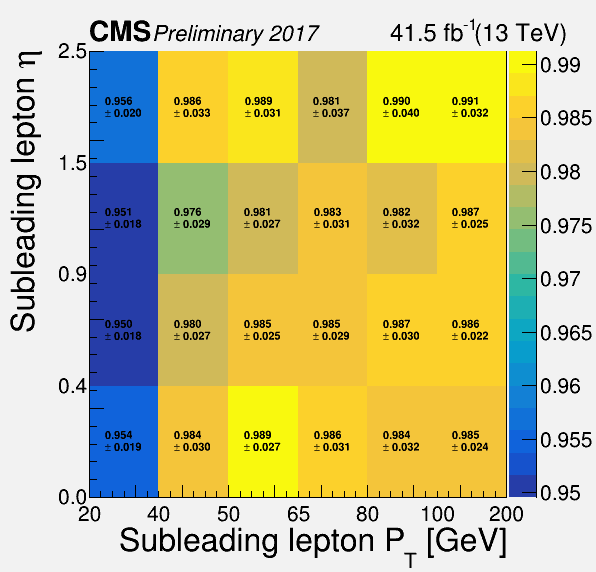 CMS Preliminary 2017 41.5 fb⁻¹(13 TeV)
Subleading lepton η
2.5
1.5
0.9
0.4
0.0
0.956 0.986 0.989 0.981 0.990 0.991
± 0.020 ± 0.033 ± 0.031 ± 0.037 ± 0.040 ± 0.032
0.951 0.976 0.981 0.983 0.982 0.987
± 0.018 ± 0.029 ± 0.027 ± 0.031 ± 0.032 ± 0.025
0.950 0.980 0.985 0.985 0.987 0.986
± 0.018 ± 0.027 ± 0.025 ± 0.029 ± 0.030 ± 0.022
0.954 0.984 0.989 0.986 0.984 0.985
± 0.019 ± 0.030 ± 0.027 ± 0.031 ± 0.032 ± 0.024
20 40 50 65 80 100 200
Subleading lepton P_T [GeV]
0.99
0.985
0.98
0.975
0.97
0.965
0.96
0.955
0.95